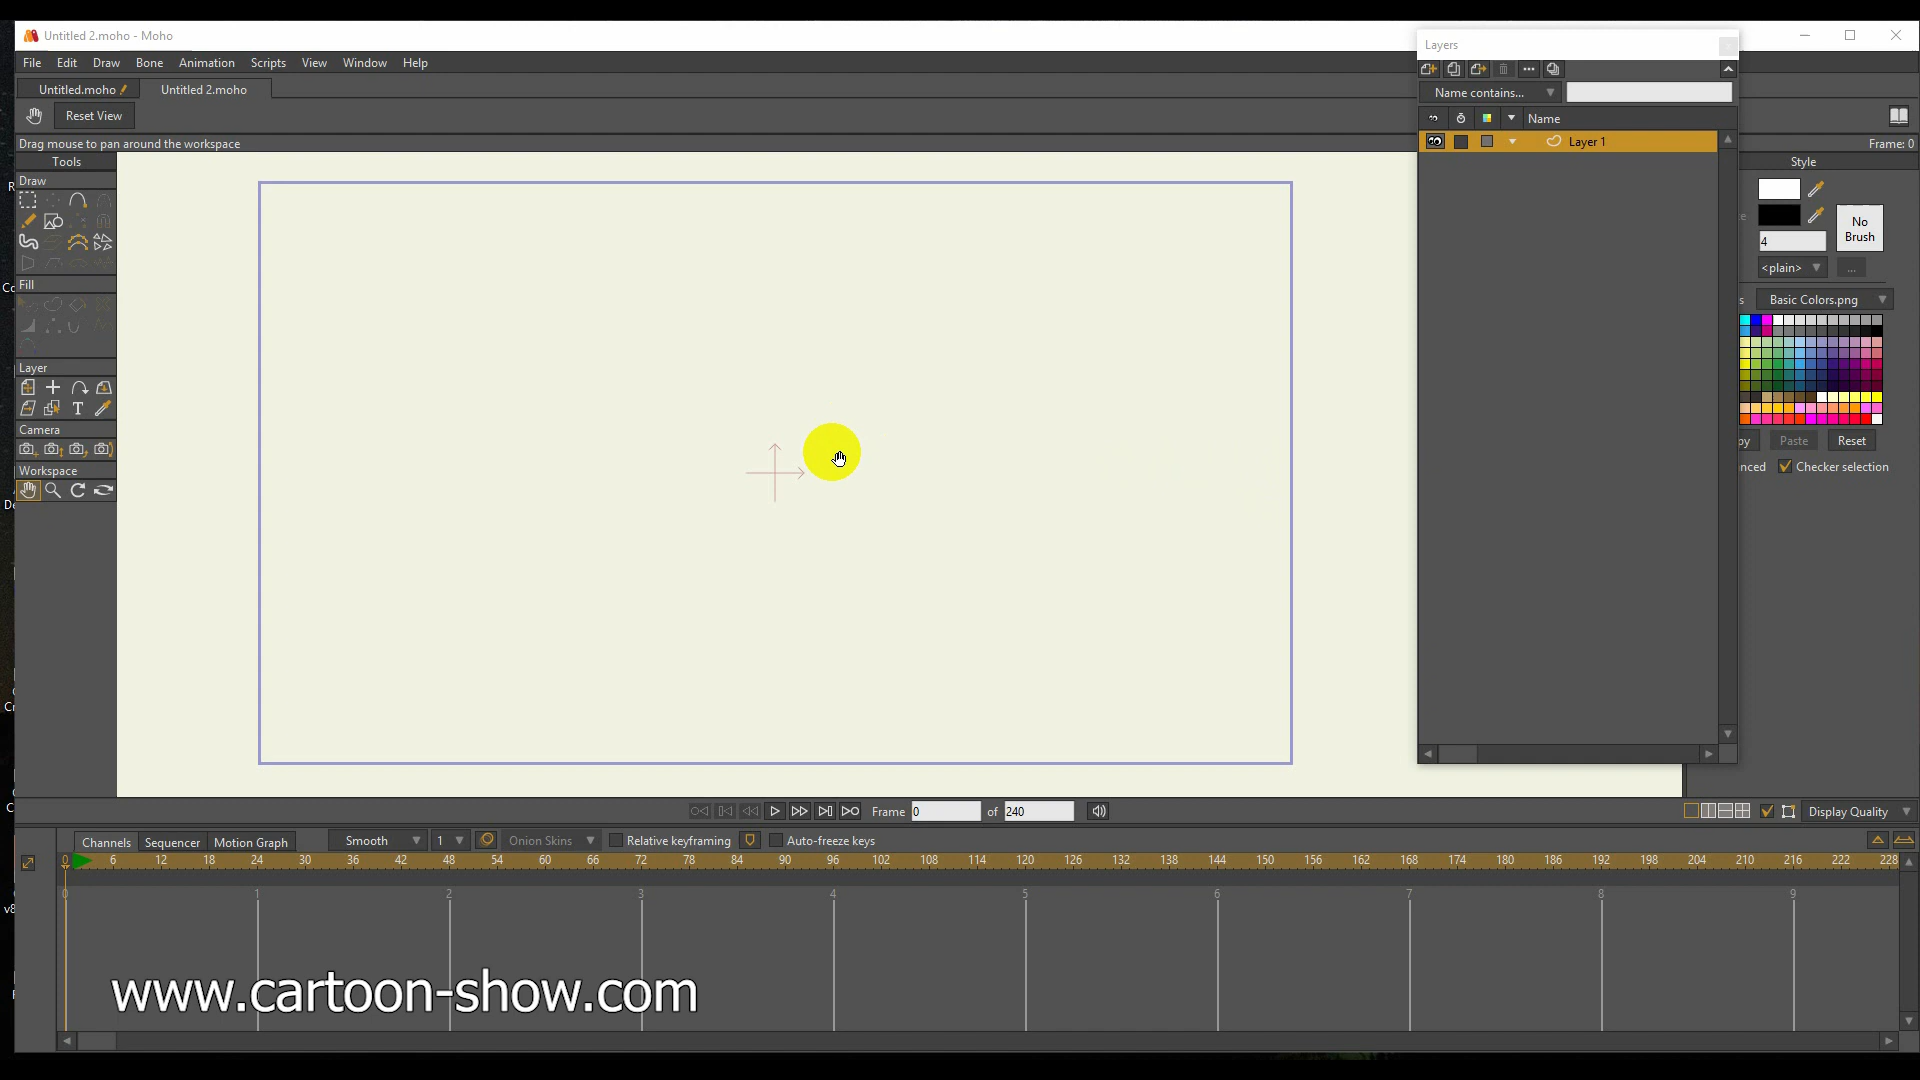 Untitled 2.moho - Moho
File Edit Draw Bone Animation Scripts View Window Help
Untitled.moho Untitled 2.moho
Reset View
Drag mouse to pan around the workspace
Frame: 0
Tools
Draw
Fill
Layer
T
Camera
Workspace
Layers
Name contains...
Name
Layer 1
Style
No
Brush
4
<plain>
...
Basic Colors.png
Paste Reset
Checker selection
Frame 0 of 240
Display Quality
Channels Sequencer Motion Graph Smooth 1 Onion Skins Relative keyframing Auto-freeze keys
0 6 12 18 24 30 36 42 48 54 60 66 72 78 84 90 96 102 108 114 120 126 132 138 144 150 156 162 168 174 180 186 192 198 204 210 216 222 228
0 1 2 3 4 5 6 7 8 9
www.cartoon-show.com